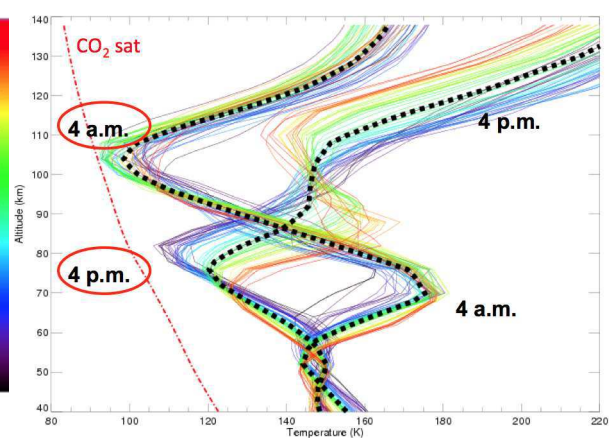 140
130
120
110
100
90
80
70
60
50
40
Altitude (km)
CO₂ sat
4 a.m.
4 p.m.
4 p.m.
4 a.m.
80 100 120 140 160 180 200 220
Temperature (K)